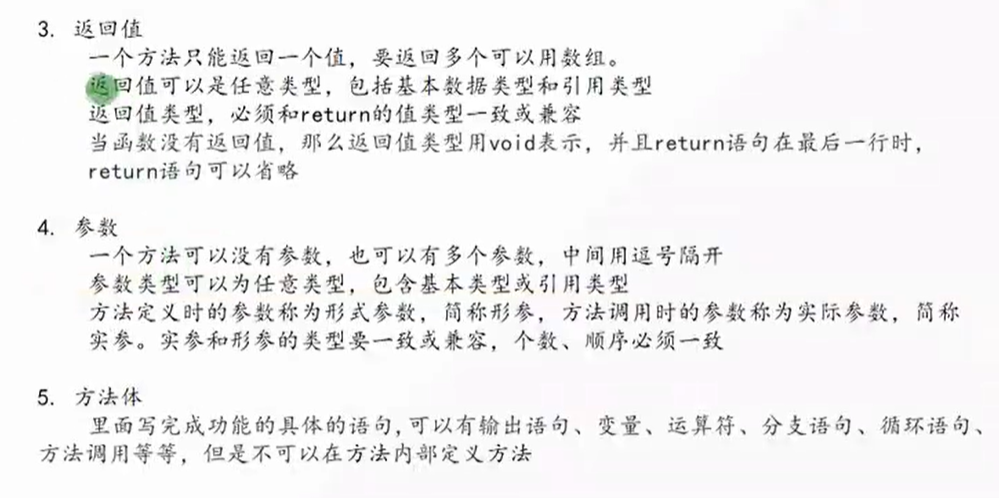 3. 返回值
一个方法只能返回一个值，要返回多个可以用数组。
返回值可以是任意类型，包括基本数据类型和引用类型
返回值类型，必须和return的值类型一致或兼容
当函数没有返回值，那么返回值类型用void表示，并且return语句在最后一行时，
return语句可以省略
4. 参数
一个方法可以没有参数，也可以有多个参数，中间用逗号隔开
参数类型可以为任意类型，包含基本类型或引用类型
方法定义时的参数称为形式参数，简称形参，方法调用时的参数称为实际参数，简称
实参。实参和形参的类型要一致或兼容，个数、顺序必须一致
5. 方法体
里面写完成功能的具体的语句,可以有输出语句、变量、运算符、分支语句、循环语句、
方法调用等等，但是不可以在方法内部定义方法